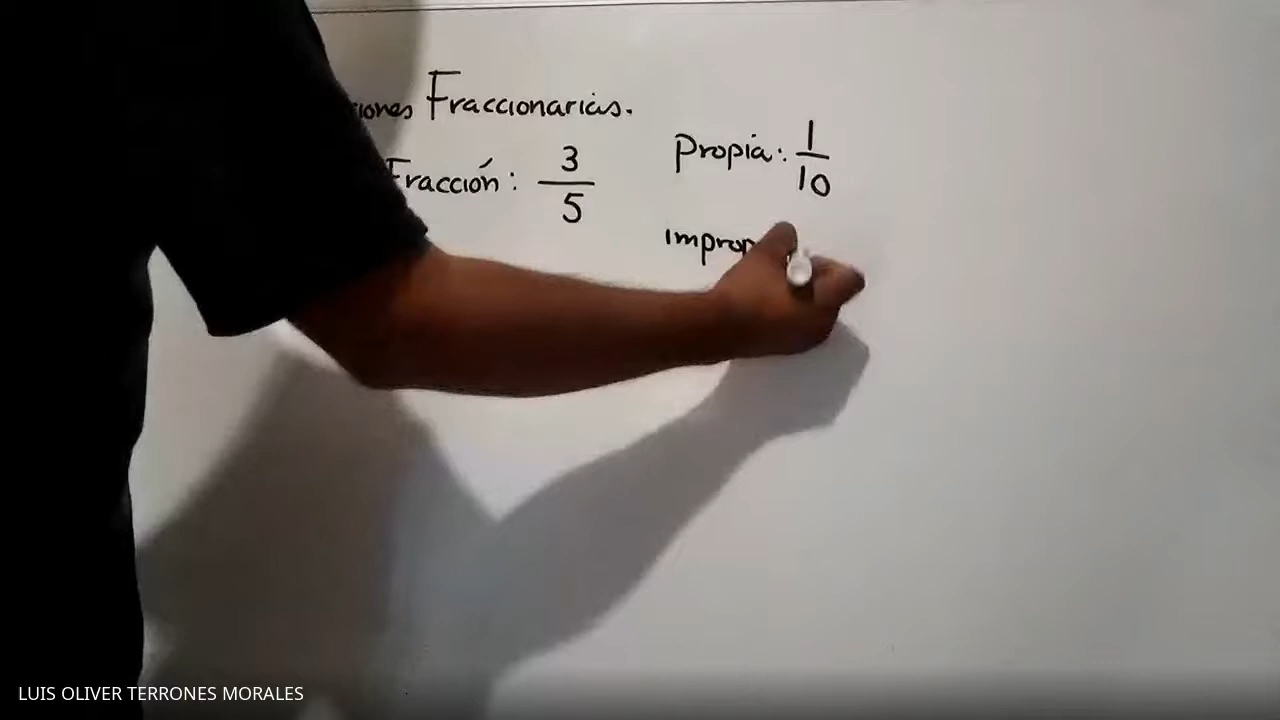 Fraccionarias.
Fracción: 3/5
Propia: 1/10
LUIS OLIVER TERRONES MORALES